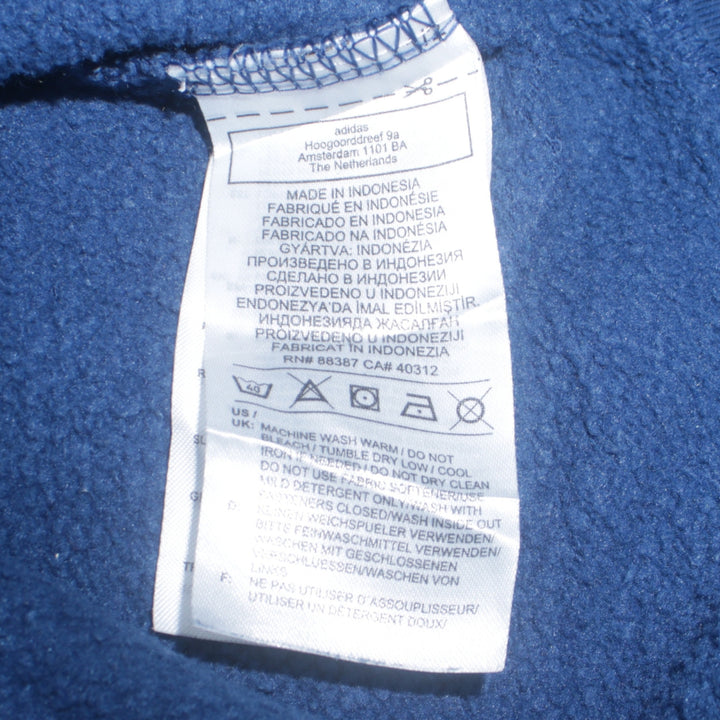 adidas
Hoogoorddreef 9a
Amsterdam 1101 BA
The Netherlands
MADE IN INDONESIA
FABRIQUÉ EN INDONÉSIE
FABRICADO EN INDONESIA
FABRICADO NA INDONÉSIA
GYÁRTVA: INDONÉZIA
ПРОИЗВЕДЕНО В ИНДОНЕЗИЯ
СДЕЛАНО В ИНДОНЕЗИИ
PROIZVEDENO U INDONEZIJI
ENDONEZYA'DA İMAL EDİLMİŞTİR.
ИНДОНЕЗИЯДА ЖАСАЛҒАН
PROIZVEDENO U INDONEZIJI
FABRICAT ÎN INDONEZIA
RN# 88387 CA# 40312
40
US /
UK: MACHINE WASH WARM / DO NOT
BLEACH / TUMBLE DRY LOW / COOL
IRON IF NEEDED / DO NOT DRY CLEAN
DO NOT USE FABRIC SOFTENER/USE
MILD DETERGENT ONLY/WASH WITH
FASTENERS CLOSED/WASH INSIDE OUT
D: KEINEN WEICHSPUELER VERWENDEN/
BITTE FEINWASCHMITTEL VERWENDEN/
WASCHEN MIT GESCHLOSSENEN
VERSCHLUESSEN/WASCHEN VON
LINKS
F: NE PAS UTILISER D'ASSOUPLISSEUR/
UTILISER UN DETERGENT DOUX/